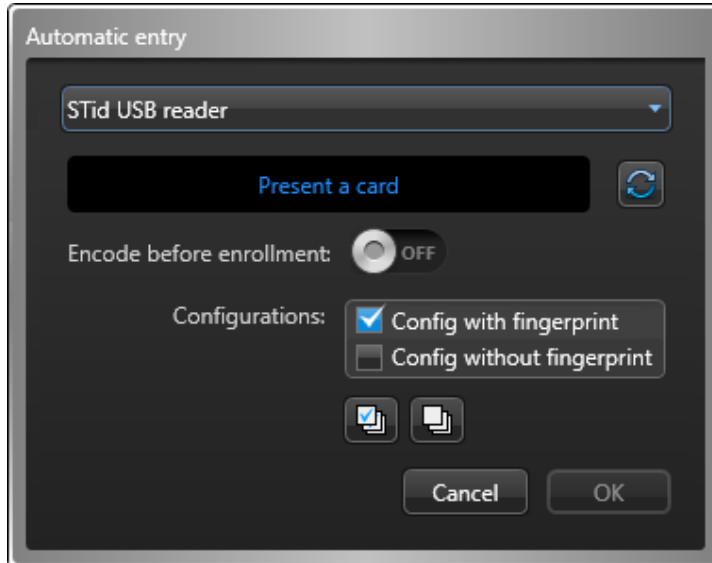 Automatic entry
STid USB reader
Present a card
Encode before enrollment:
OFF
Configurations:
Config with fingerprint
Config without fingerprint
Cancel
OK